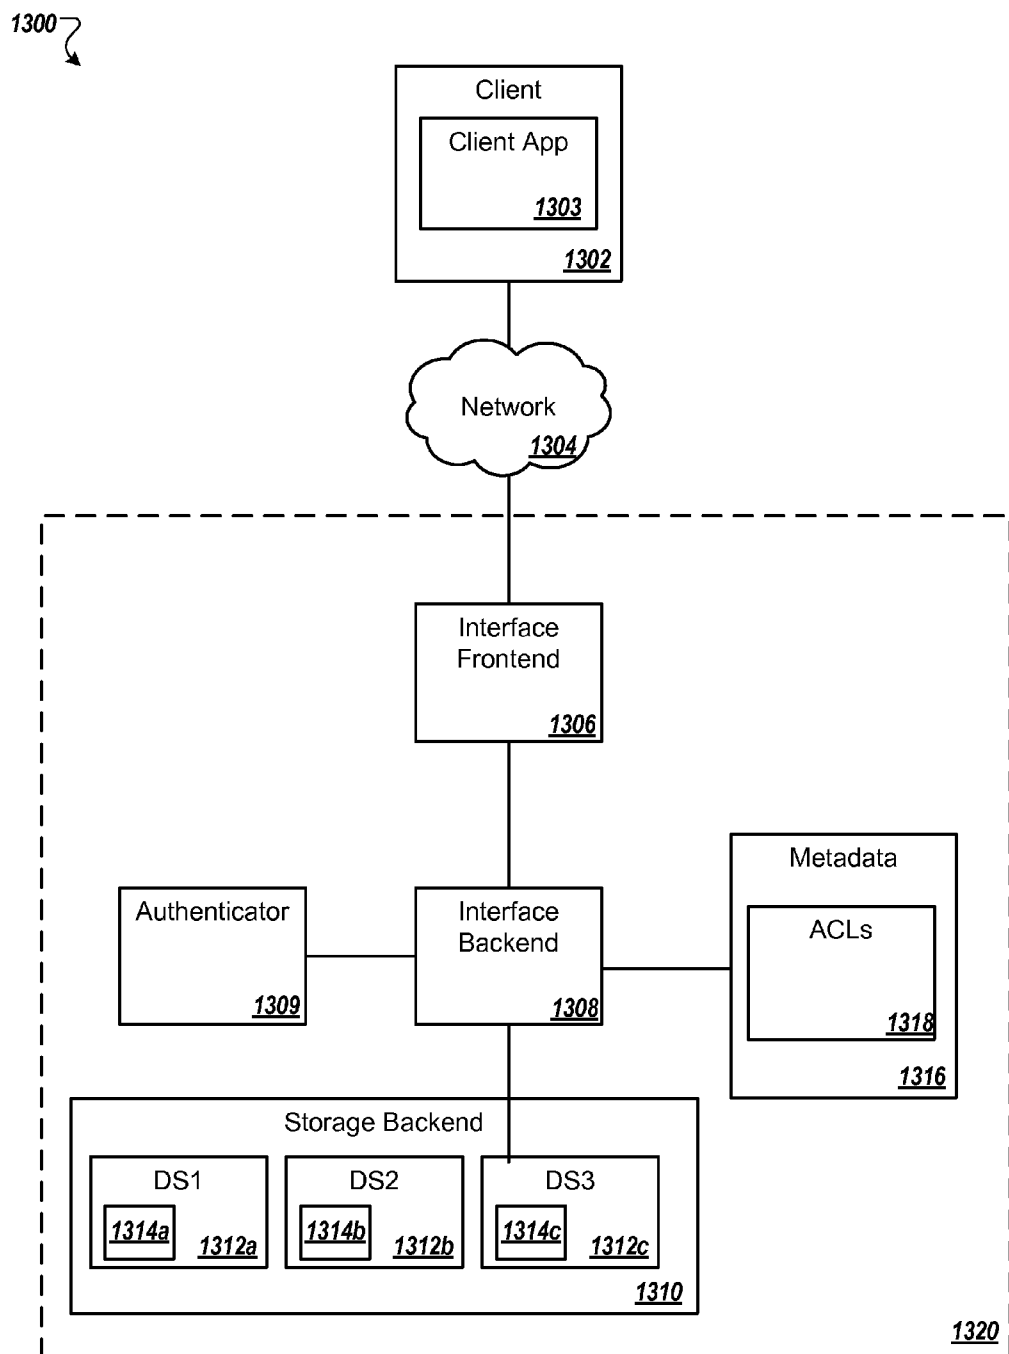 1300
Client
Client App
1303
1302
Network
1304
Interface
Frontend
1306
Metadata
ACLs
1318
1316
Authenticator
1309
Interface
Backend
1308
Storage Backend
DS1
1314a
1312a
DS2
1314b
1312b
DS3
1314c
1312c
1310
1320